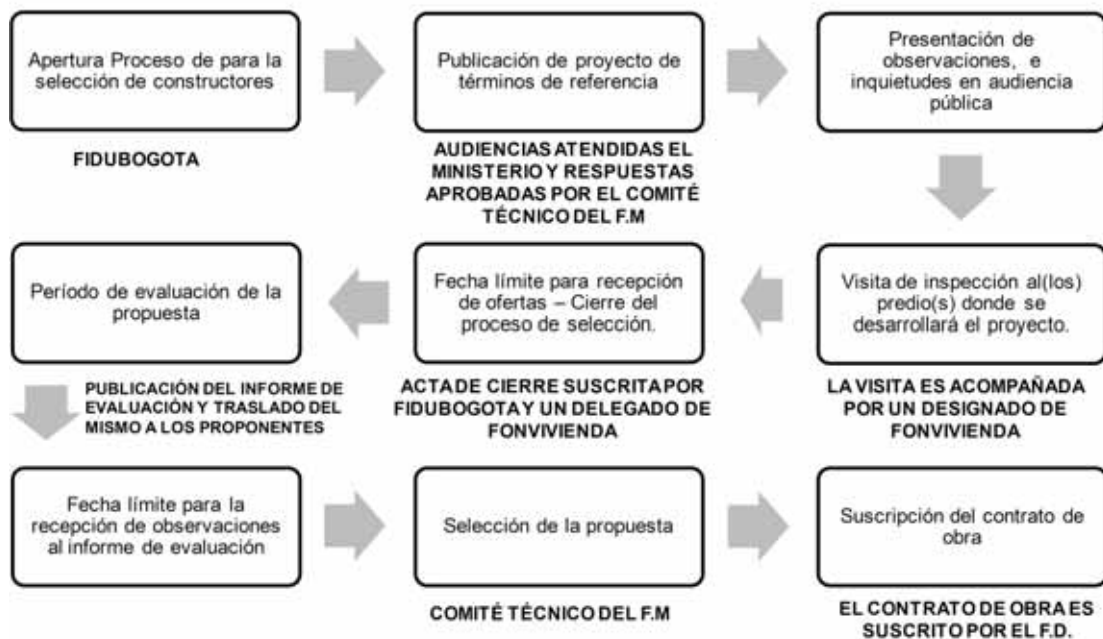 Apertura Proceso de para la
selección de constructores
FIDUBOGOTA
Publicación de proyecto de
términos de referencia
AUDIENCIAS ATENDIDAS EL
MINISTERIO Y RESPUESTAS
APROBADAS POR EL COMITÉ
TÉCNICO DEL F.M
Presentación de
observaciones, e
inquietudes en audiencia
pública
Visita de inspección al(los)
predio(s) donde se
desarrollará el proyecto.
LA VISITA ES ACOMPAÑADA
POR UN DESIGNADO DE
FONVIVIENDA
Fecha límite para recepción
de ofertas – Cierre del
proceso de selección.
ACTA DE CIERRE SUSCRITA POR
FIDUBOGOTA Y UN DELEGADO DE
FONVIVIENDA
Período de evaluación de la
propuesta
PUBLICACIÓN DEL INFORME DE
EVALUACIÓN Y TRASLADO DEL
MISMO A LOS PROPONENTES
Fecha límite para la
recepción de observaciones
al informe de evaluación
Selección de la propuesta
COMITÉ TÉCNICO DEL F.M
Suscripción del contrato de
obra
EL CONTRATO DE OBRA ES
SUSCRITO POR EL F.D.